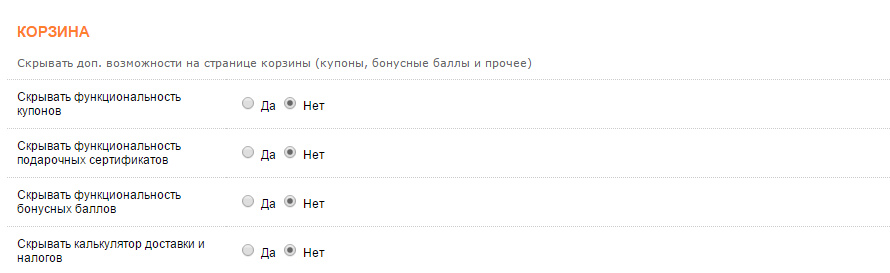 КОРЗИНА
Скрывать доп. возможности на странице корзины (купоны, бонусные баллы и прочее)
Скрывать функциональность
купонов
Да Нет
Скрывать функциональность
подарочных сертификатов
Да Нет
Скрывать функциональность
бонусных баллов
Да Нет
Скрывать калькулятор доставки и
налогов
Да Нет